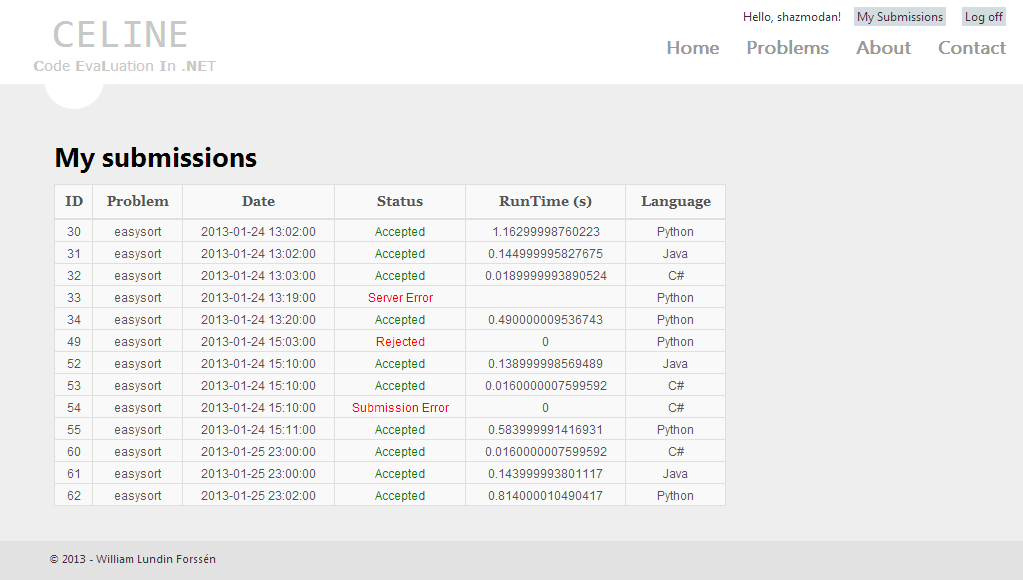 Hello, shazmodan! My Submissions Log off
CELINE
Code EvaLuation In .NET
Home Problems About Contact
My submissions
ID Problem Date Status RunTime (s) Language
30 easysort 2013-01-24 13:02:00 Accepted 1.16299998760223 Python
31 easysort 2013-01-24 13:02:00 Accepted 0.144999995827675 Java
32 easysort 2013-01-24 13:03:00 Accepted 0.0189999993890524 C#
33 easysort 2013-01-24 13:19:00 Server Error Python
34 easysort 2013-01-24 13:20:00 Accepted 0.490000009536743 Python
49 easysort 2013-01-24 15:03:00 Rejected 0 Python
52 easysort 2013-01-24 15:10:00 Accepted 0.138999998569489 Java
53 easysort 2013-01-24 15:10:00 Accepted 0.0160000007599592 C#
54 easysort 2013-01-24 15:10:00 Submission Error 0 C#
55 easysort 2013-01-24 15:11:00 Accepted 0.583999991416931 Python
60 easysort 2013-01-25 23:00:00 Accepted 0.0160000007599592 C#
61 easysort 2013-01-25 23:00:00 Accepted 0.143999993801117 Java
62 easysort 2013-01-25 23:02:00 Accepted 0.814000010490417 Python
© 2013 - William Lundin Forssén